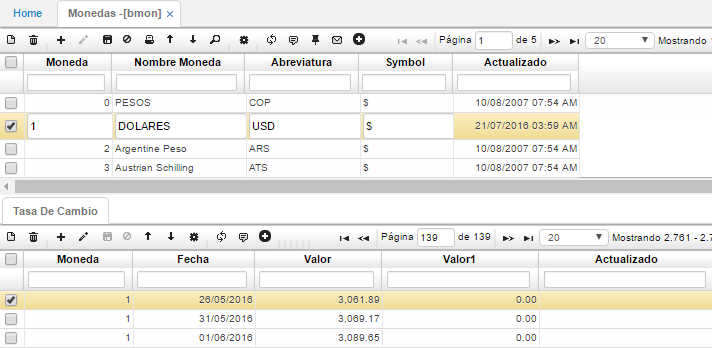 Home Monedas -[bmon] ×
Página 1 de 5 20 Mostrando 1
Moneda Nombre Moneda Abreviatura Symbol Actualizado
0 PESOS COP $ 10/08/2007 07:54 AM
1 DOLARES USD $ 21/07/2016 03:59 AM
2 Argentine Peso ARS $ 10/08/2007 07:54 AM
3 Austrian Schilling ATS $ 10/08/2007 07:54 AM
Tasa De Cambio
Página 139 de 139 20 Mostrando 2.761 - 2.7
Moneda Fecha Valor Valor1 Actualizado
1 26/05/2016 3,061.89 0.00
1 31/05/2016 3,069.17 0.00
1 01/06/2016 3,089.65 0.00